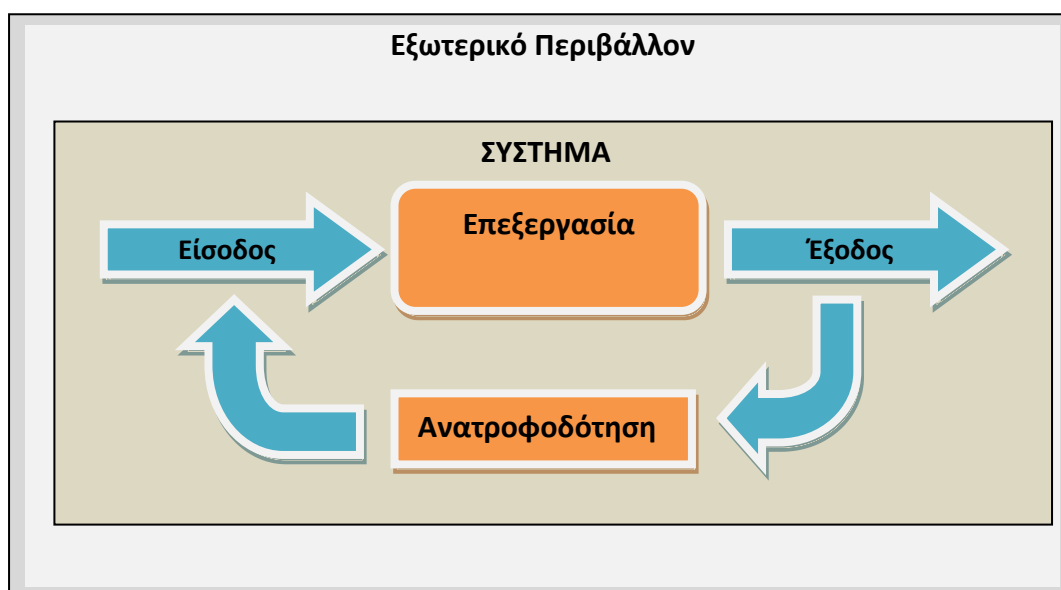 Εξωτερικό Περιβάλλον
ΣΥΣΤΗΜΑ
Επεξεργασία
Είσοδος
Έξοδος
Ανατροφοδότηση